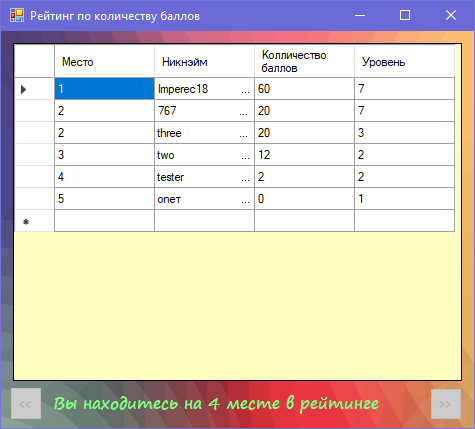 Рейтинг по количеству баллов
Место Никнэйм Колличество баллов Уровень
1 Imperec18 ... 60 7
2 767 ... 20 7
2 three ... 20 3
3 two ... 12 2
4 tester ... 2 2
5 onет ... 0 1
<< Вы находитесь на 4 месте в рейтинге >>